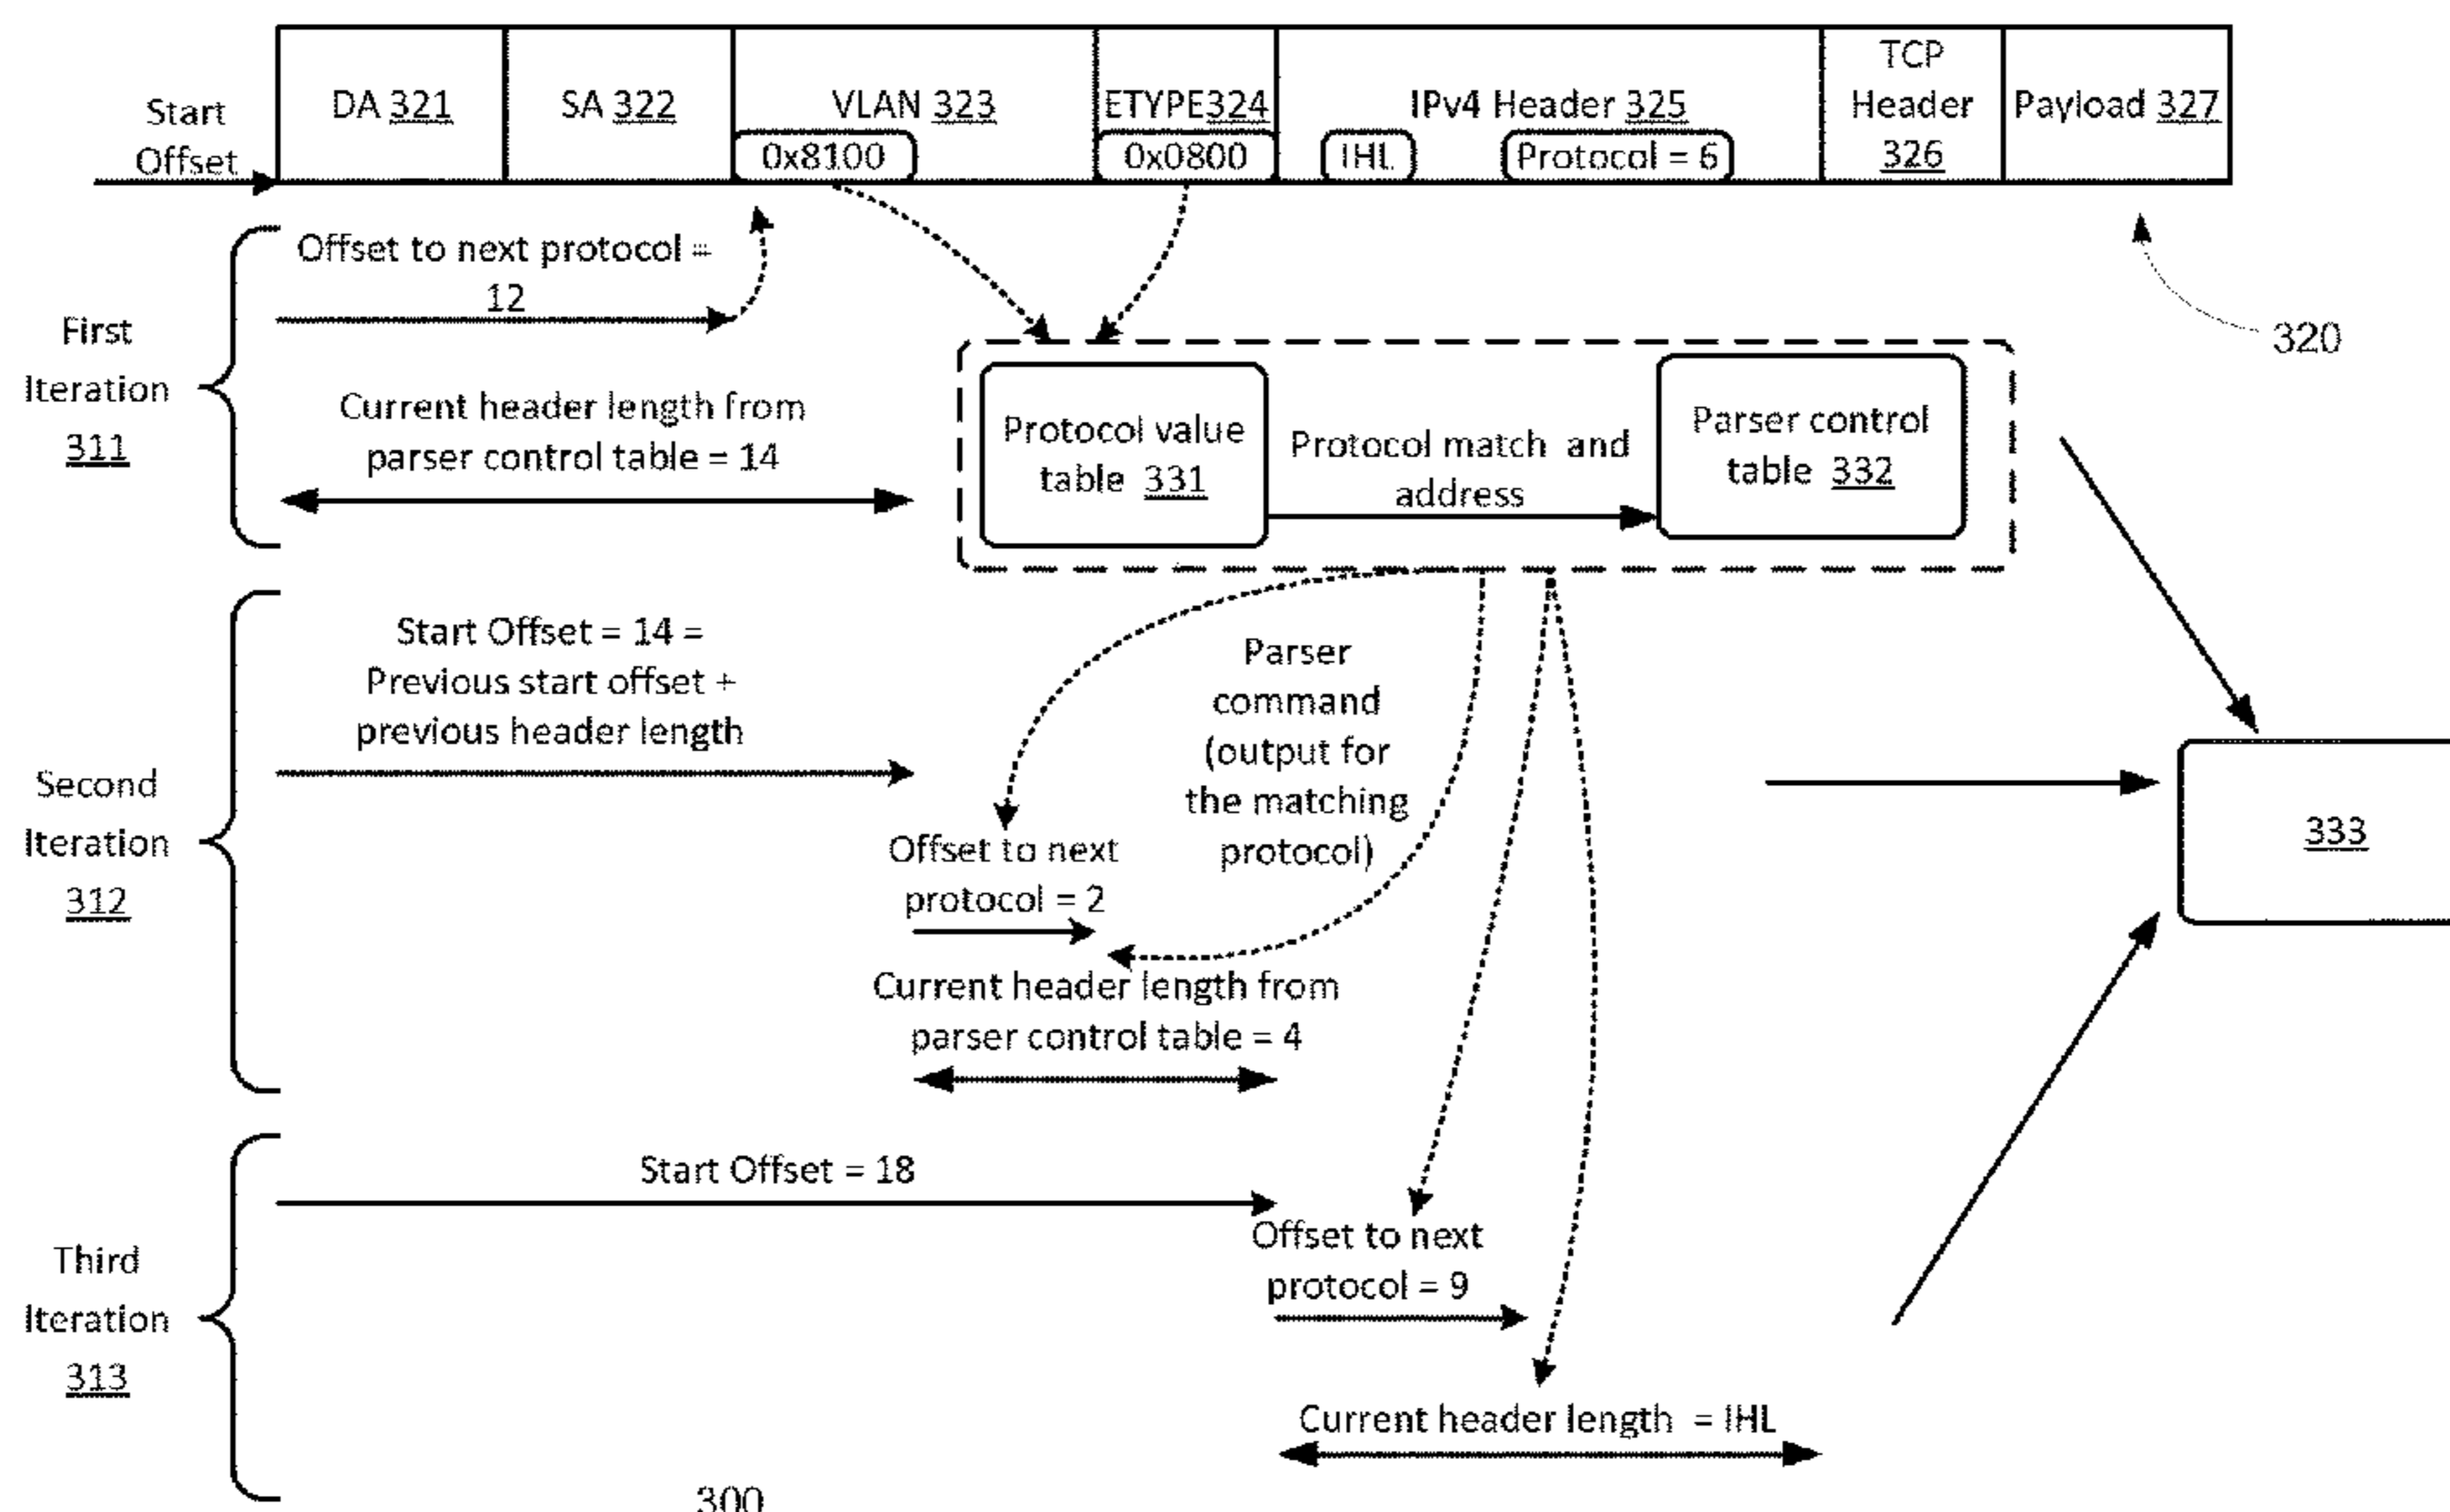 Start
Offset
DA 321
SA 322
VLAN 323
0x8100
ETYPE324
0x0800
IPv4 Header 325
IHL
Protocol = 6
TCP
Header
326
Payload 327
320
First
Iteration
311
Offset to next protocol =
12
Current header length from
parser control table = 14
Protocol value
table 331
Protocol match and
address
Parser control
table 332
Second
Iteration
312
Start Offset = 14 =
Previous start offset +
previous header length
Parser
command
(output for
the matching
protocol)
Offset to next
protocol = 2
Current header length from
parser control table = 4
333
Third
Iteration
313
Start Offset = 18
Offset to next
protocol = 9
Current header length = IHL
300